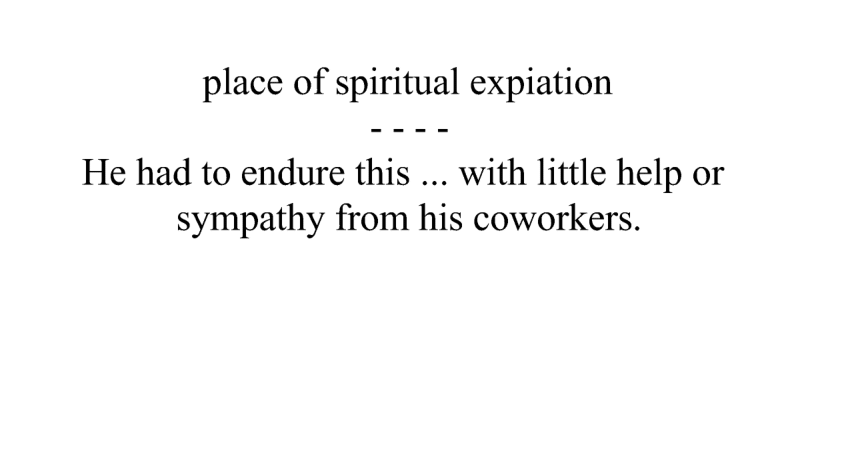 place of spiritual expiation
- - - -
He had to endure this ... with little help or
sympathy from his coworkers.